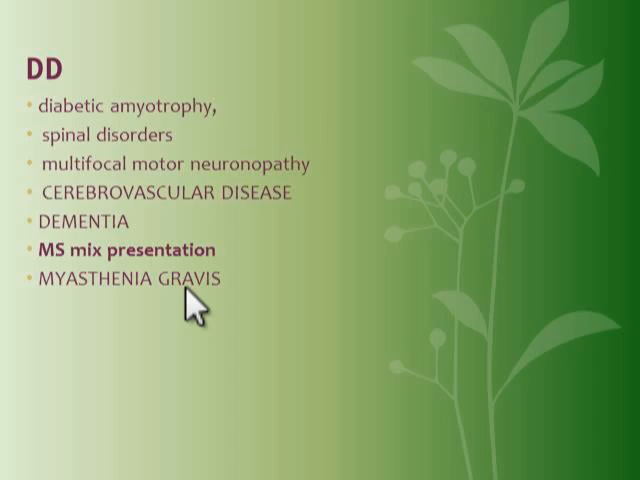 DD
• diabetic amyotrophy,
• spinal disorders
• multifocal motor neuronopathy
• CEREBROVASCULAR DISEASE
• DEMENTIA
• MS mix presentation
• MYASTHENIA GRAVIS